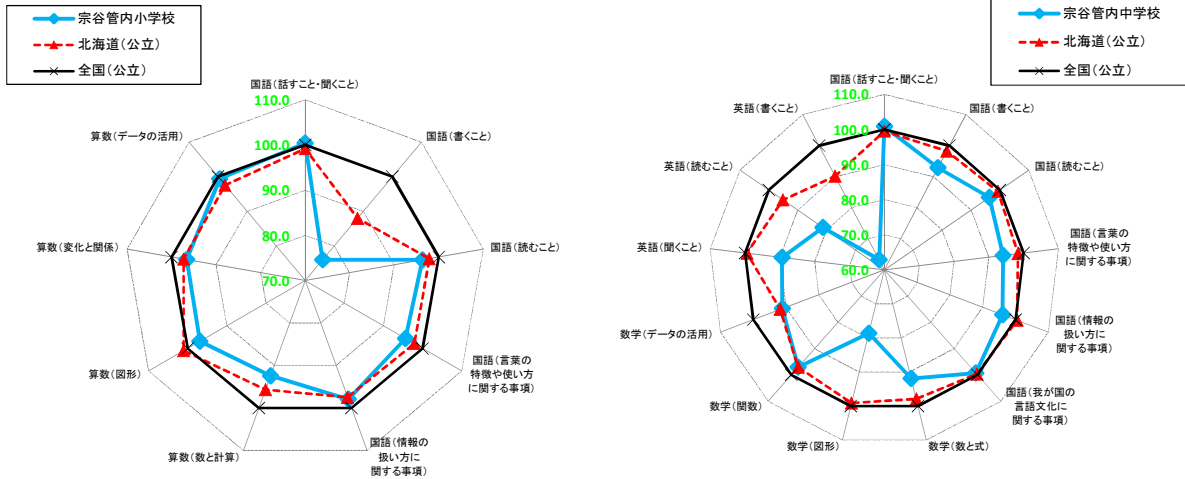 宗谷管内小学校
北海道（公立）
全国（公立）
国語（話すこと・聞くこと）
国語（書くこと）
国語（読むこと）
国語（言葉の
特徴や使い方
に関する事項）
国語（情報の
扱い方に
関する事項）
算数（数と計算）
算数（図形）
算数（変化と関係）
算数（データの活用）
110.0
100.0
90.0
80.0
70.0
宗谷管内中学校
北海道（公立）
全国（公立）
国語（話すこと・聞くこと）
国語（書くこと）
国語（読むこと）
国語（言葉の
特徴や使い方
に関する事項）
国語（情報の
扱い方に
関する事項）
国語（我が国の
言語文化に
関する事項）
数学（数と式）
数学（図形）
数学（関数）
数学（データの活用）
英語（聞くこと）
英語（読むこと）
英語（書くこと）
110.0
100.0
90.0
80.0
70.0
60.0